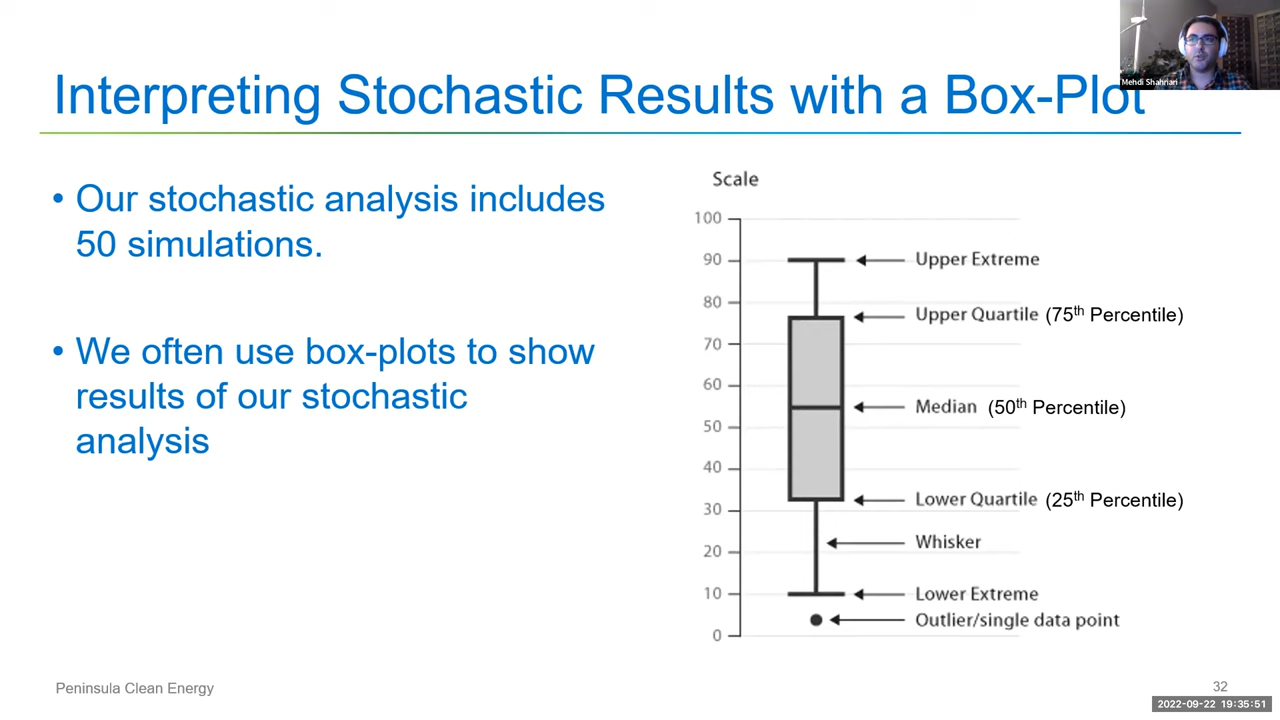 Mehdi Shahriari
Interpreting Stochastic Results with a Box-Plot
• Our stochastic analysis includes
50 simulations.
• We often use box-plots to show
results of our stochastic
analysis
Scale
100
90
Upper Extreme
80
Upper Quartile (75th Percentile)
70
60
Median (50th Percentile)
50
40
Lower Quartile (25th Percentile)
30
Whisker
20
10
Lower Extreme
Outlier/single data point
0
Peninsula Clean Energy
32
2022-09-22 19:35:51